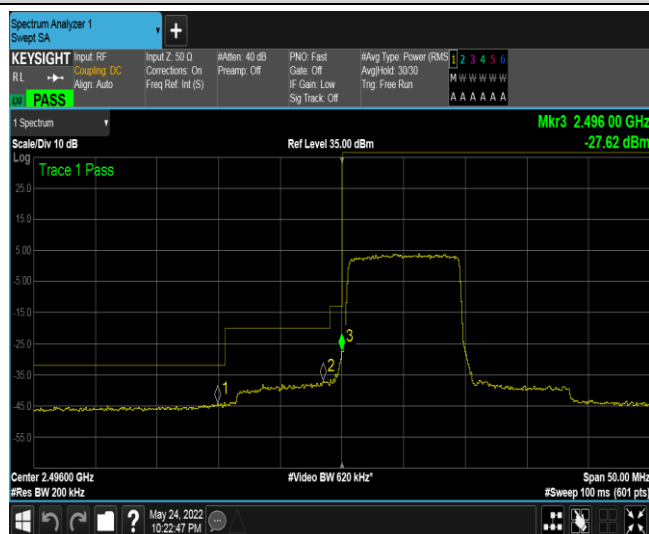 Spectrum Analyzer 1
Swept SA
+
KEYSIGHT
RL
Input: RF
Coupling: DC
Align: Auto
Input Z: 50 Ω
Corrections: On
Freq Ref: Int (S)
#Atten: 40 dB
Preamp: Off
PNO: Fast
Gate: Off
IF Gain: Low
Sig Track: Off
#Avg Type: Power (RMS
Avg|Hold: 30/30
Trig: Free Run
1 2 3 4 5 6
M W W W W W
A A A A A A
LXI PASS
1 Spectrum
Mkr3 2.496 00 GHz
Scale/Div 10 dB
Ref Level 35.00 dBm
-27.62 dBm
Log
Trace 1 Pass
25.0
15.0
5.00
-5.00
-15.0
-25.0
-35.0
-45.0
-55.0
1
2
3
Center 2.49600 GHz
#Video BW 620 kHz*
Span 50.00 MHz
#Res BW 200 kHz
#Sweep 100 ms (601 pts)
?
May 24, 2022
10:22:47 PM